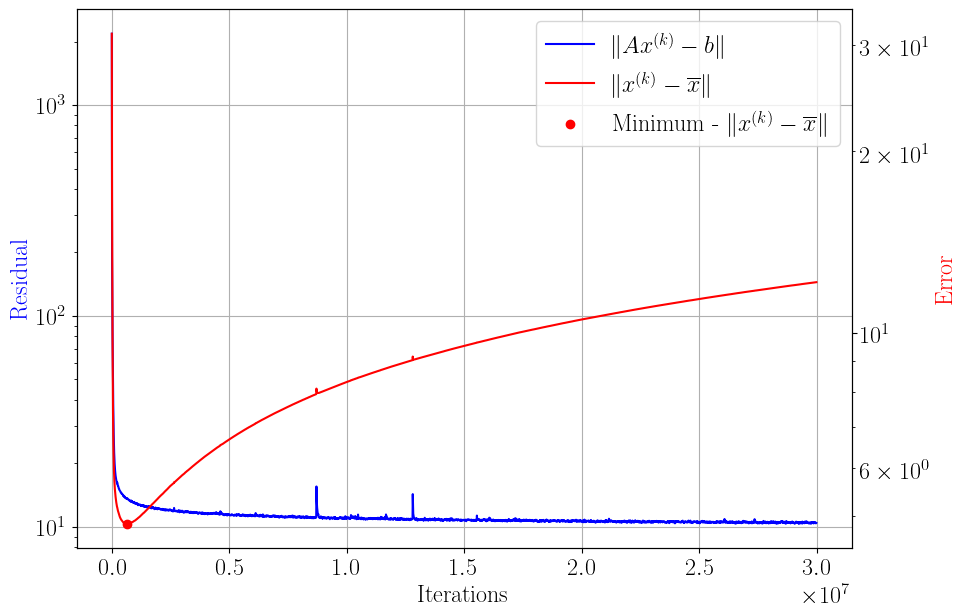 ‖Ax^(k) − b‖
‖x^(k) − x̅‖
Minimum - ‖x^(k) − x̅‖
Residual
10^3
10^2
10^1
Error
3 × 10^1
2 × 10^1
10^1
6 × 10^0
0.0 0.5 1.0 1.5 2.0 2.5 3.0
Iterations
×10^7